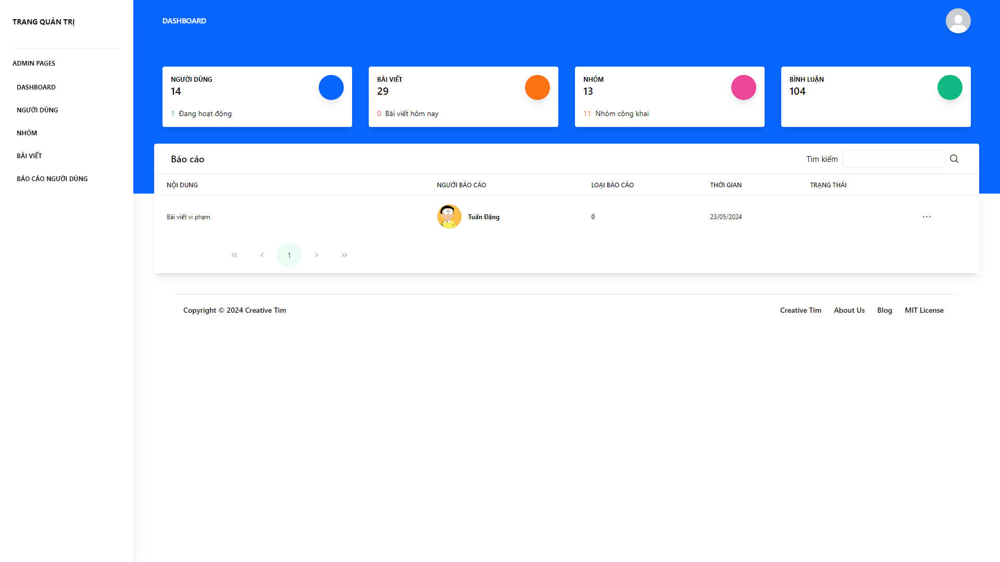 TRANG QUẢN TRỊ
ADMIN PAGES
DASHBOARD
NGƯỜI DÙNG
NHÓM
BÀI VIẾT
BÁO CÁO NGƯỜI DÙNG
DASHBOARD
NGƯỜI DÙNG
14
1 Đang hoạt động
BÀI VIẾT
29
0 Bài viết hôm nay
NHÓM
13
11 Nhóm công khai
BÌNH LUẬN
104
Báo cáo
Tìm kiếm
NỘI DUNG NGƯỜI BÁO CÁO LOẠI BÁO CÁO THỜI GIAN TRẠNG THÁI
Bài viết vi phạm Tuấn Đặng 0 23/05/2024
1
Copyright © 2024 Creative Tim
Creative Tim About Us Blog MIT License